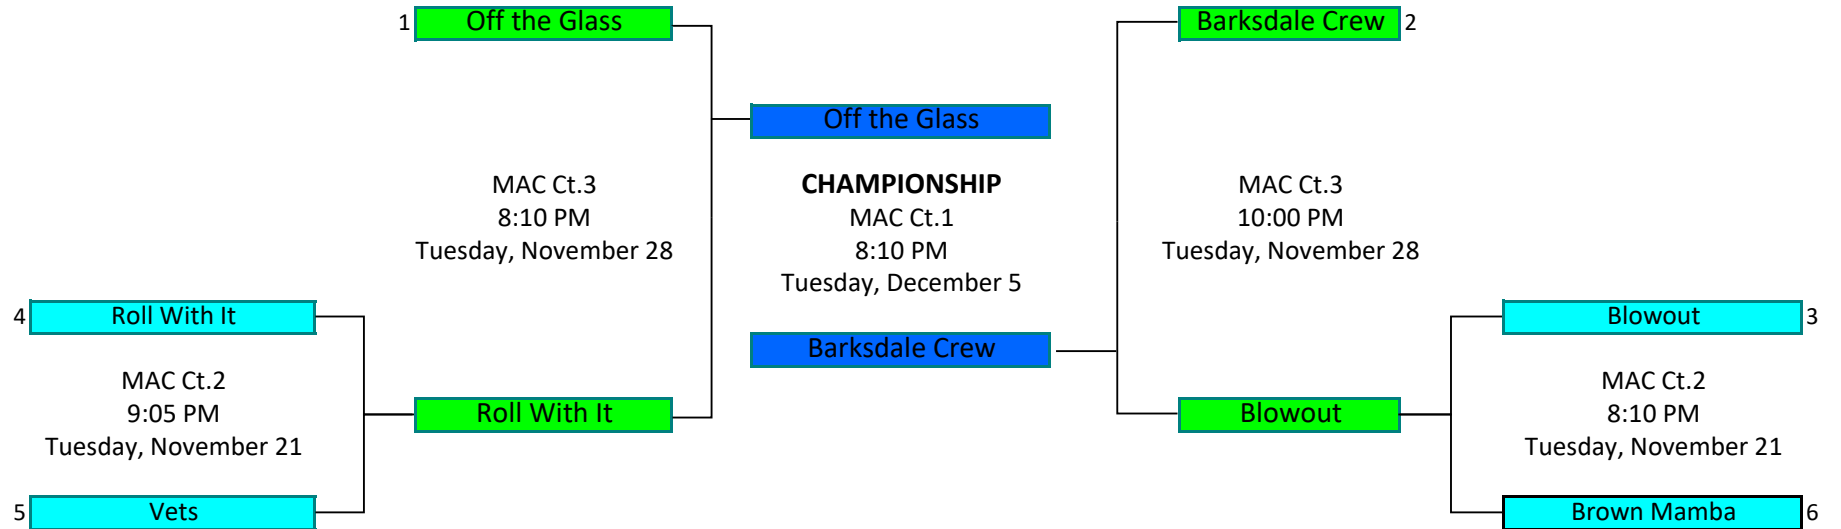 1 Off the Glass
Barksdale Crew 2
Off the Glass
MAC Ct.3
8:10 PM
Tuesday, November 28
CHAMPIONSHIP
MAC Ct.1
8:10 PM
Tuesday, December 5
MAC Ct.3
10:00 PM
Tuesday, November 28
4 Roll With It
Blowout 3
Barksdale Crew
MAC Ct.2
9:05 PM
Tuesday, November 21
Roll With It
Blowout
MAC Ct.2
8:10 PM
Tuesday, November 21
5 Vets
Brown Mamba 6